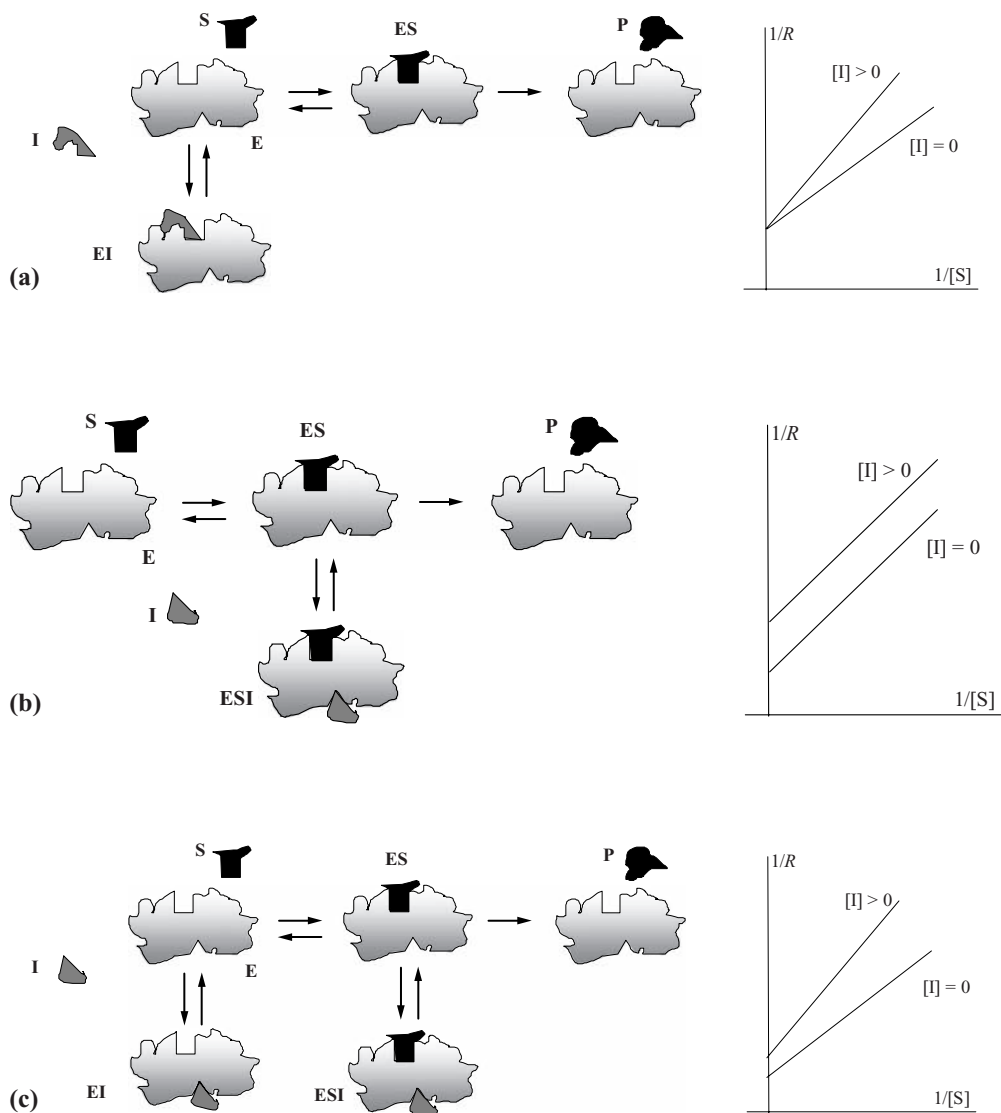 S
ES
P
1/R
[I] > 0
[I] = 0
I
E
EI
1/[S]
(a)
S
ES
P
1/R
[I] > 0
[I] = 0
E
I
ESI
1/[S]
(b)
S
ES
P
1/R
[I] > 0
I
E
[I] = 0
EI
ESI
1/[S]
(c)